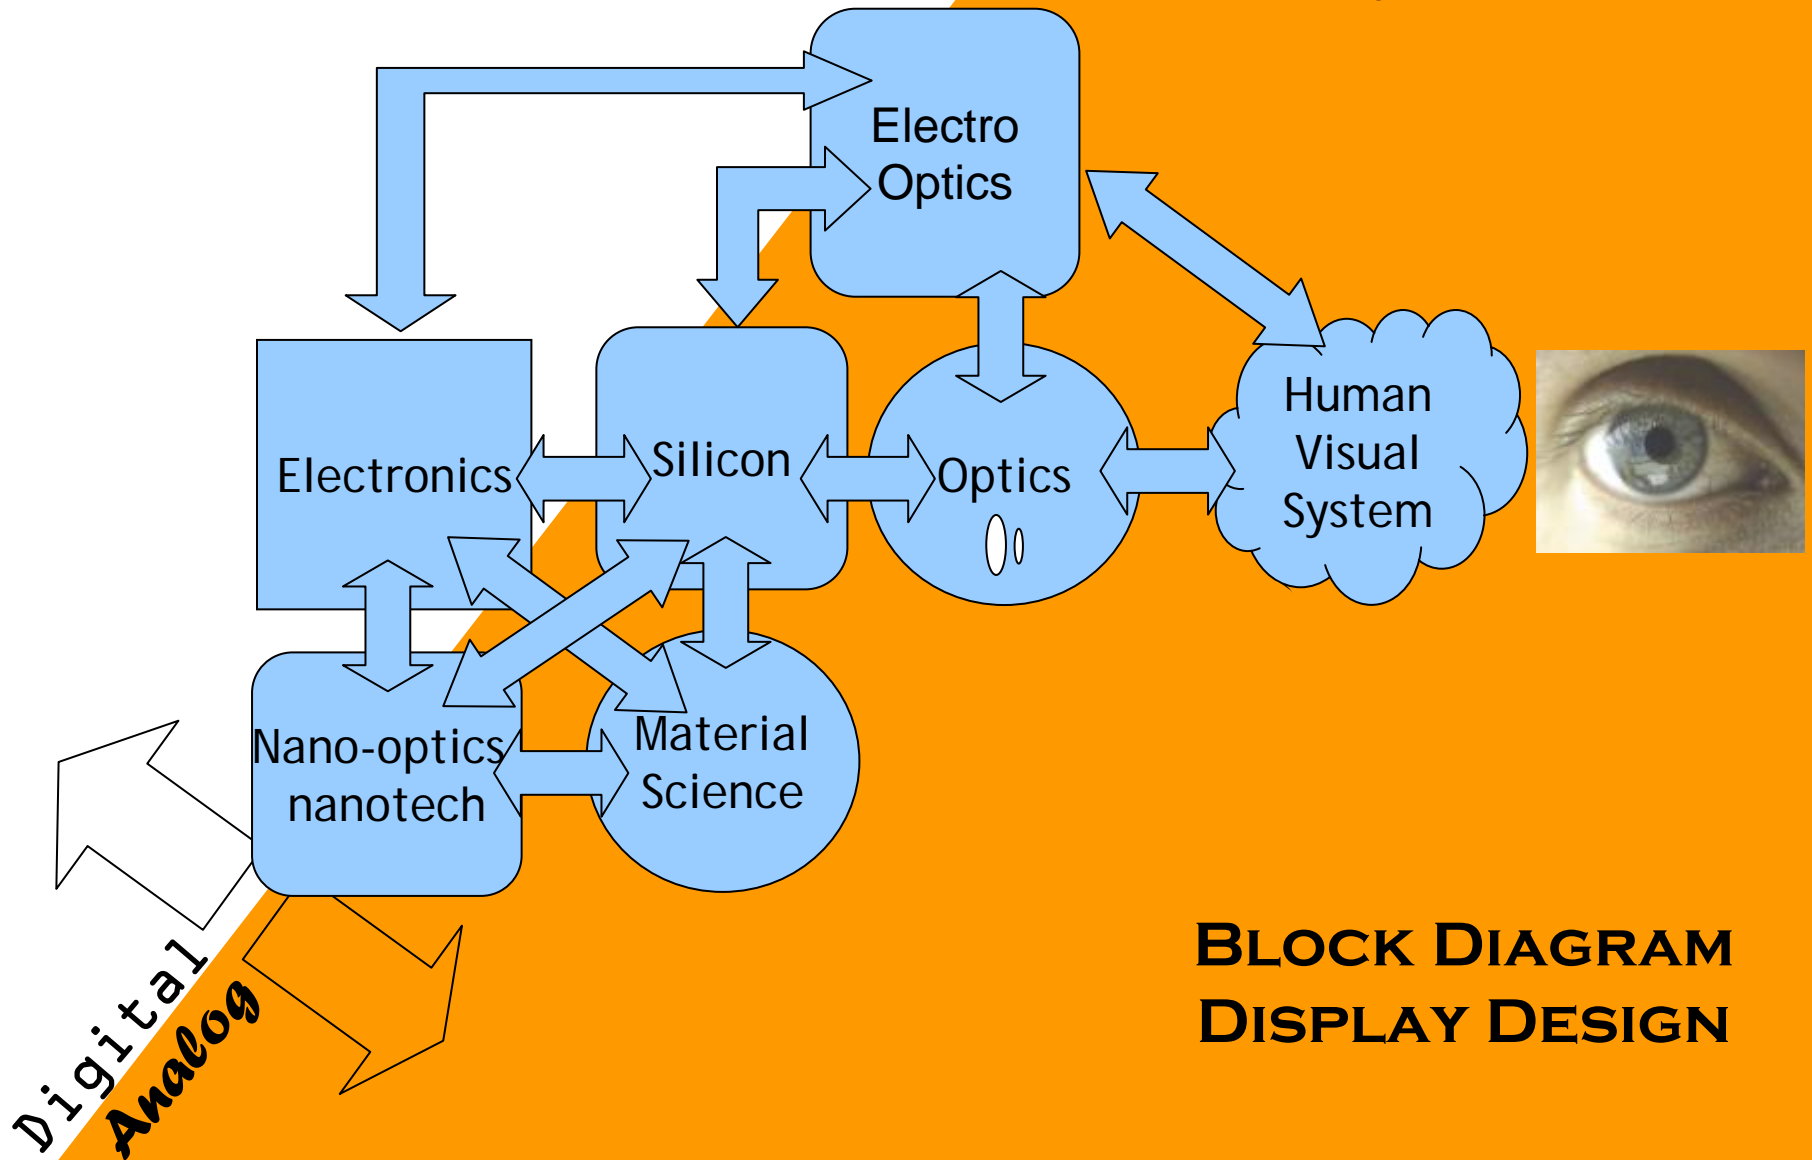 Electro
Optics
Electronics
Silicon
Optics
Human
Visual
System
Nano-optics
nanotech
Material
Science
Digital
Analog
BLOCK DIAGRAM
DISPLAY DESIGN